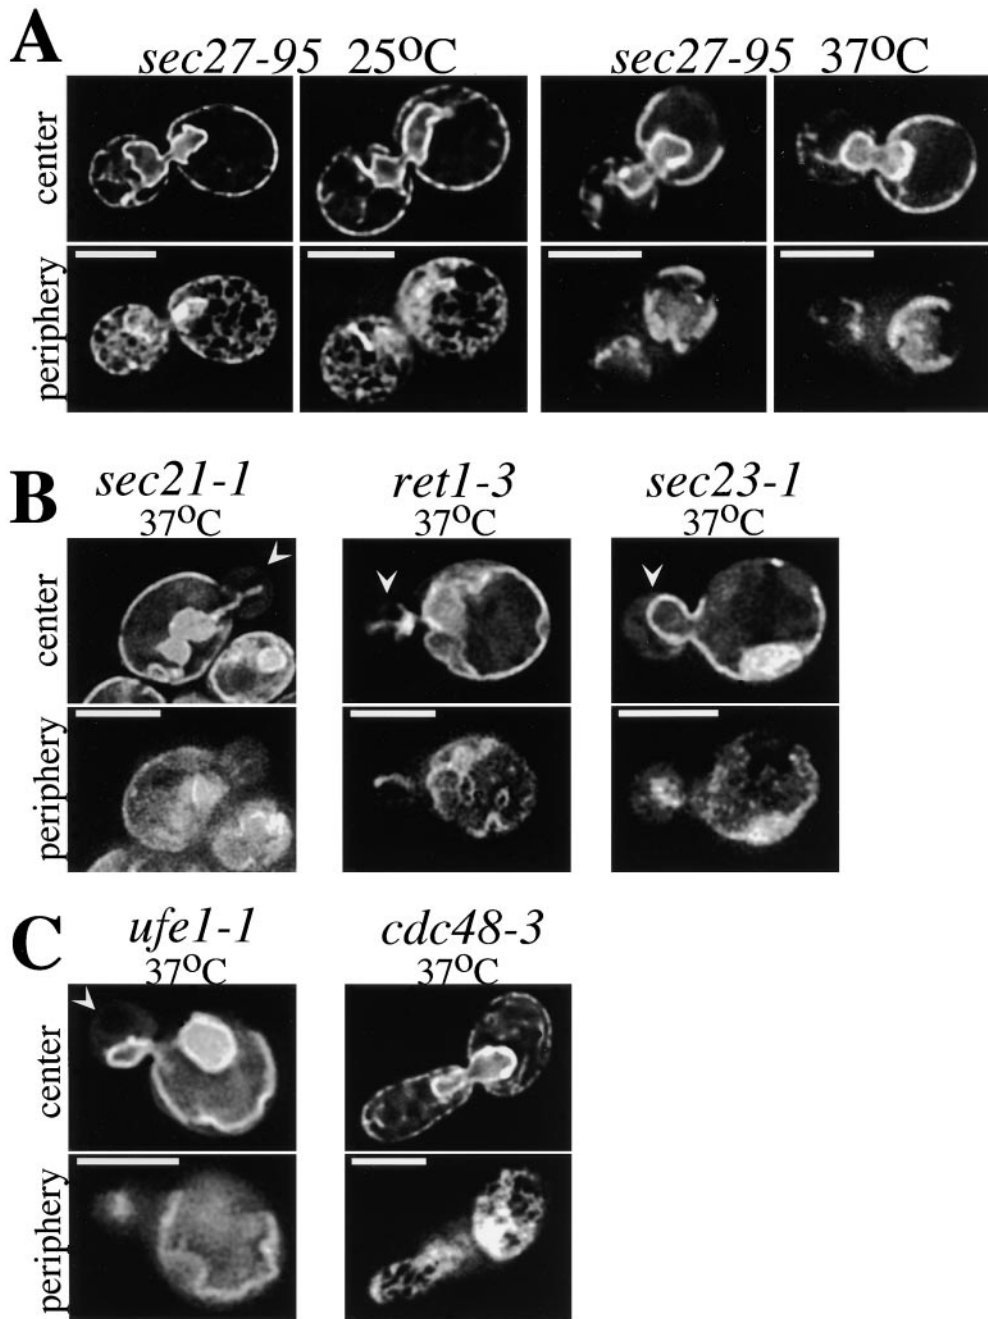 A
sec27-95 25°C sec27-95 37°C
center
periphery
B
sec21-1 ret1-3 sec23-1
37°C 37°C 37°C
center
periphery
C
ufe1-1 cdc48-3
37°C 37°C
center
periphery